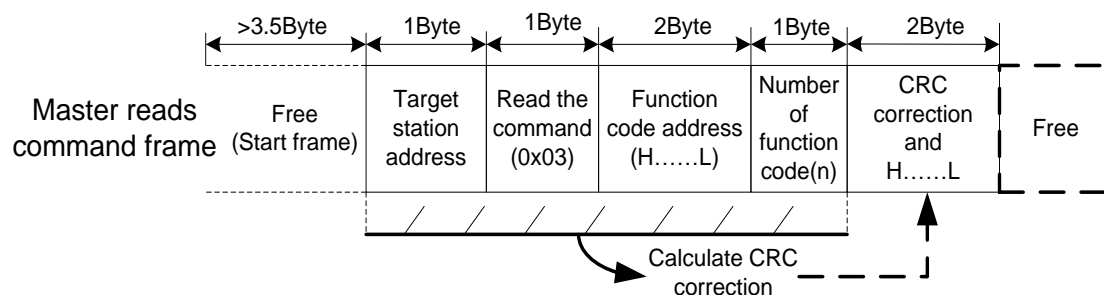 >3.5Byte
1Byte
1Byte
2Byte
1Byte
2Byte
Master reads
command frame
Free
(Start frame)
Target
station
address
Read the
command
(0x03)
Function
code address
(H......L)
Number
of
function
code(n)
CRC
correction
and
H......L
Free
Calculate CRC
correction